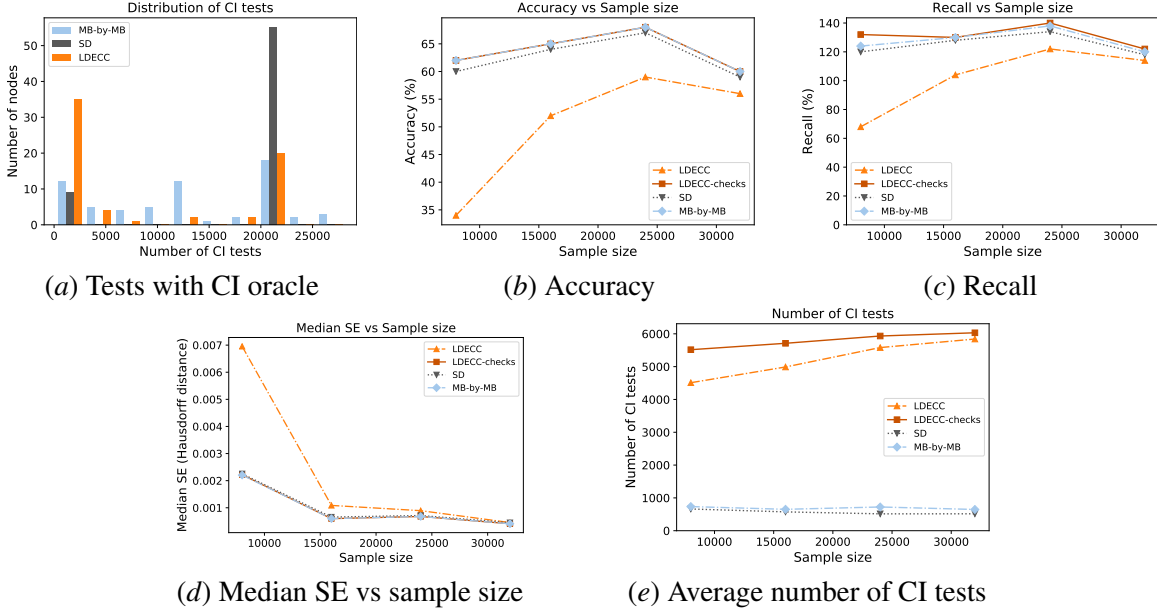 Distribution of CI tests
MB-by-MB
SD
LDECC
Number of nodes
50
40
30
20
10
0
0 5000 10000 15000 20000 25000
Number of CI tests
(a) Tests with CI oracle
Accuracy vs Sample size
Accuracy (%)
65
60
55
50
45
40
35
LDECC
LDECC-checks
SD
MB-by-MB
10000 15000 20000 25000 30000
Sample size
(b) Accuracy
Recall vs Sample size
Recall (%)
140
120
100
80
60
40
20
0
LDECC
LDECC-checks
SD
MB-by-MB
10000 15000 20000 25000 30000
Sample size
(c) Recall
Median SE vs Sample size
Median SE (Hausdorff distance)
0.007
0.006
0.005
0.004
0.003
0.002
0.001
LDECC
LDECC-checks
SD
MB-by-MB
10000 15000 20000 25000 30000
Sample size
(d) Median SE vs sample size
Number of CI tests
Number of CI tests
6000
5000
4000
3000
2000
1000
0
LDECC
LDECC-checks
SD
MB-by-MB
10000 15000 20000 25000 30000
Sample size
(e) Average number of CI tests